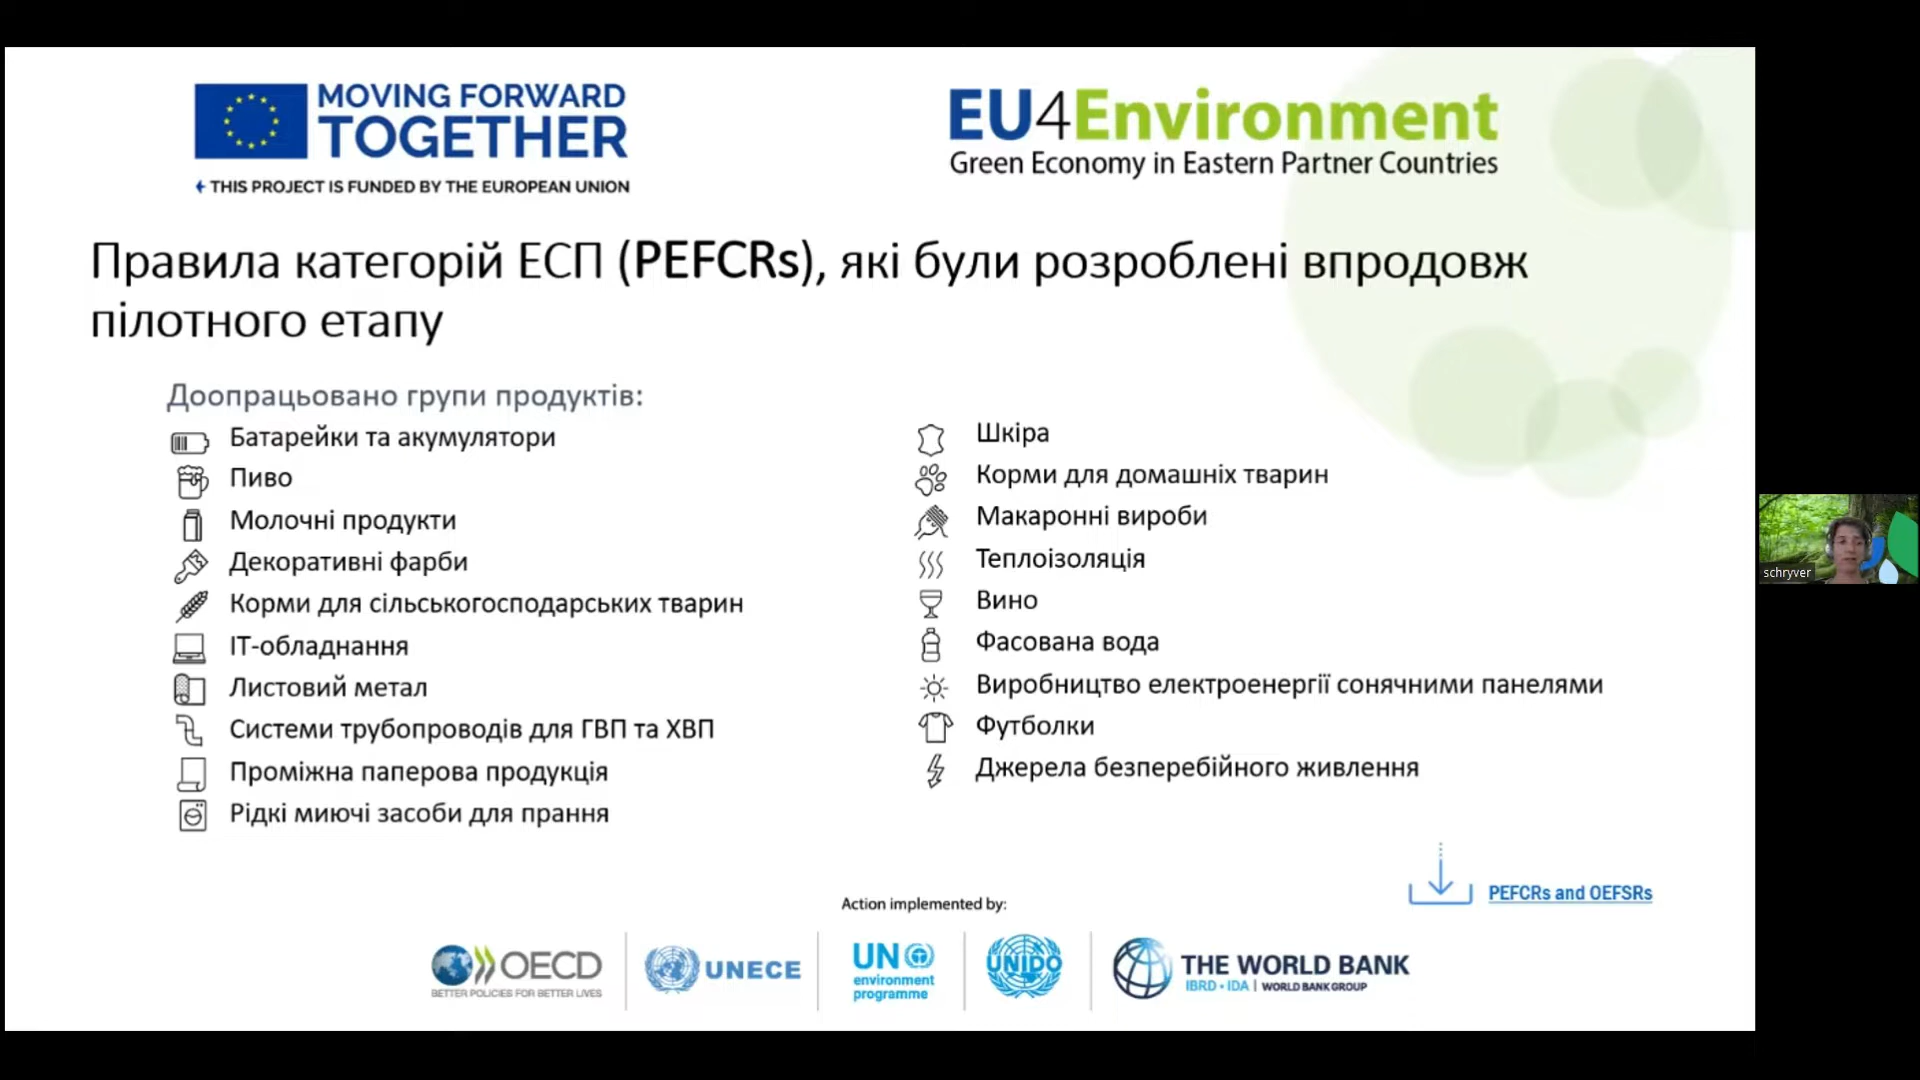 MOVING FORWARD
TOGETHER
THIS PROJECT IS FUNDED BY THE EUROPEAN UNION
EU4Environment
Green Economy in Eastern Partner Countries
Правила категорій ЕСП (PEFCRs), які були розроблені впродовж
пілотного етапу
Доопрацьовано групи продуктів:
Батарейки та акумулятори
Пиво
Молочні продукти
Декоративні фарби
Корми для сільськогосподарських тварин
ІТ-обладнання
Листовий метал
Системи трубопроводів для ГВП та ХВП
Проміжна паперова продукція
Рідкі миючі засоби для прання
Шкіра
Корми для домашніх тварин
Макаронні вироби
Теплоізоляція
Вино
Фасована вода
Виробництво електроенергії сонячними панелями
Футболки
Джерела безперебійного живлення
schryver
PEFCRs and OEFSRs
Action implemented by:
OECD
BETTER POLICIES FOR BETTER LIVES
UNECE
UN
environment
programme
UNIDO
THE WORLD BANK
IBRD • IDA | WORLD BANK GROUP